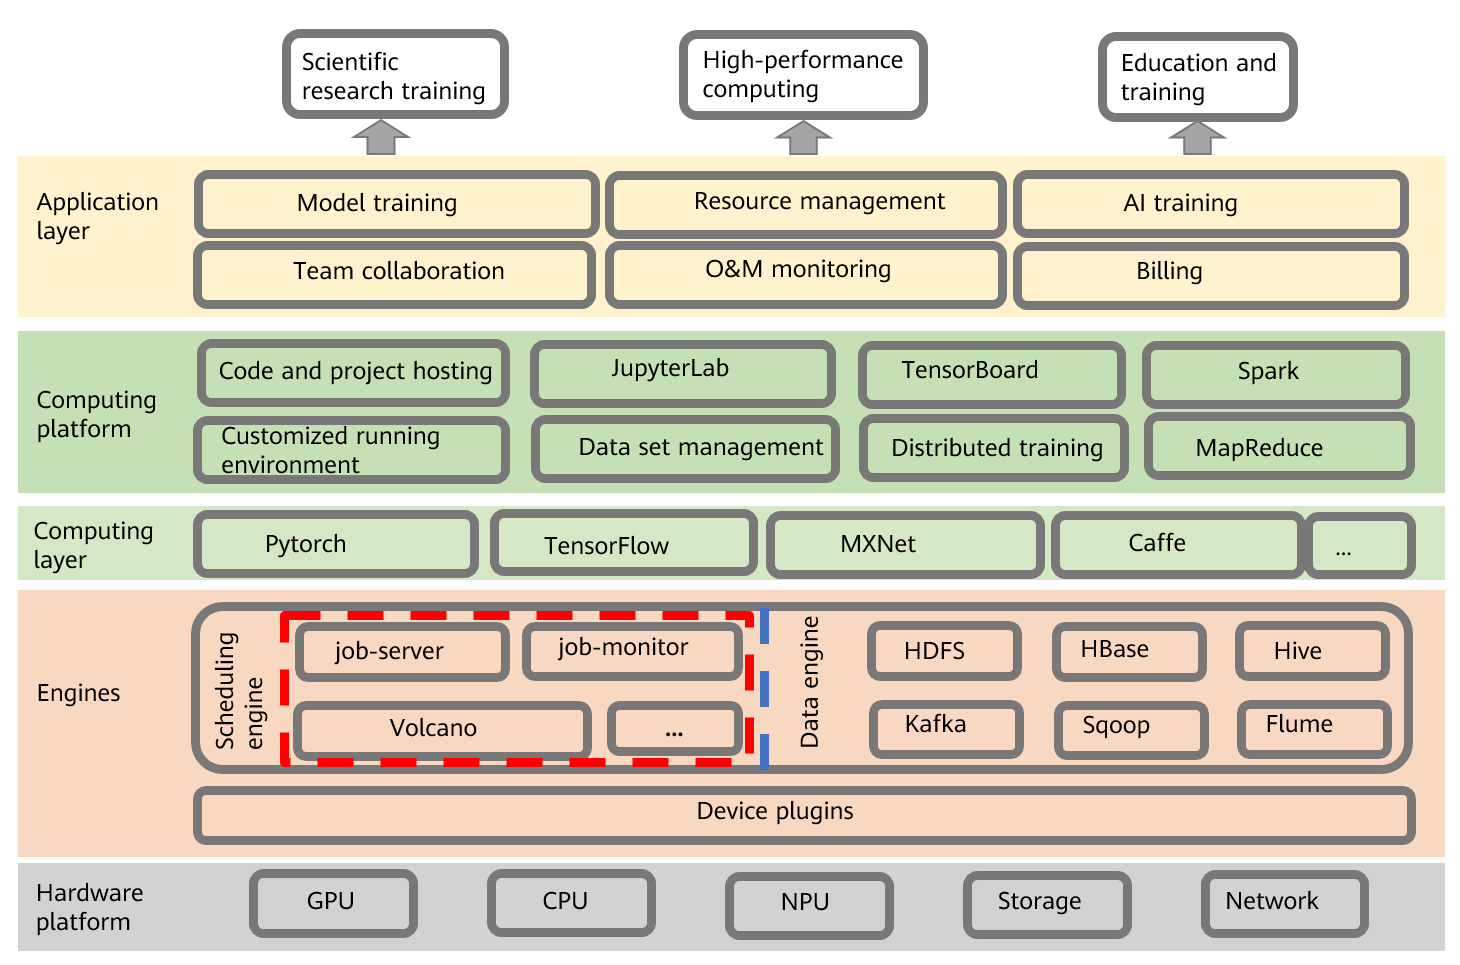 Scientific
research training
High-performance
computing
Education and
training
Application
layer
Model training
Resource management
AI training
Team collaboration
O&M monitoring
Billing
Computing
platform
Code and project hosting
JupyterLab
TensorBoard
Spark
Customized running
environment
Data set management
Distributed training
MapReduce
Computing
layer
Pytorch
TensorFlow
MXNet
Caffe
...
Engines
Scheduling
engine
job-server
job-monitor
Volcano
...
Data engine
HDFS
HBase
Hive
Kafka
Sqoop
Flume
Device plugins
Hardware
platform
GPU
CPU
NPU
Storage
Network